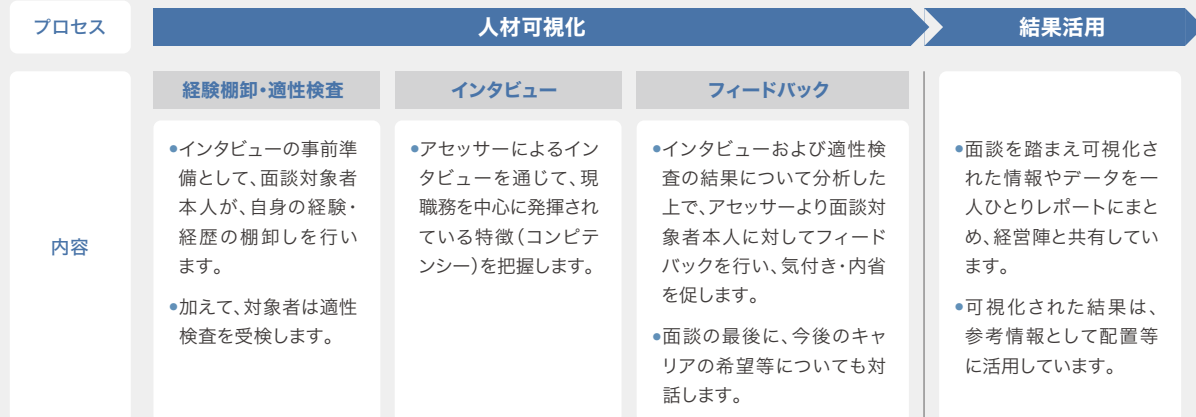 プロセス
人材可視化
結果活用
内容
経験棚卸・適性検査
●インタビューの事前準
備として、面談対象者
本人が、自身の経験・
経歴の棚卸しを行い
ます。
●加えて、対象者は適性
検査を受検します。
インタビュー
●アセッサーによるイン
タビューを通じて、現
職務を中心に発揮され
ている特徴(コンピテ
ンシー)を把握します。
フィードバック
●インタビューおよび適性検
査の結果について分析した
上で、アセッサーより面談対
象者本人に対してフィード
バックを行い、気付き・内省
を促します。
●面談の最後に、今後のキャ
リアの希望等についても対
話します。
●面談を踏まえ可視化さ
れた情報やデータを一
人ひとりレポートにまと
め、経営陣と共有してい
ます。
●可視化された結果は、
参考情報として配置等
に活用しています。